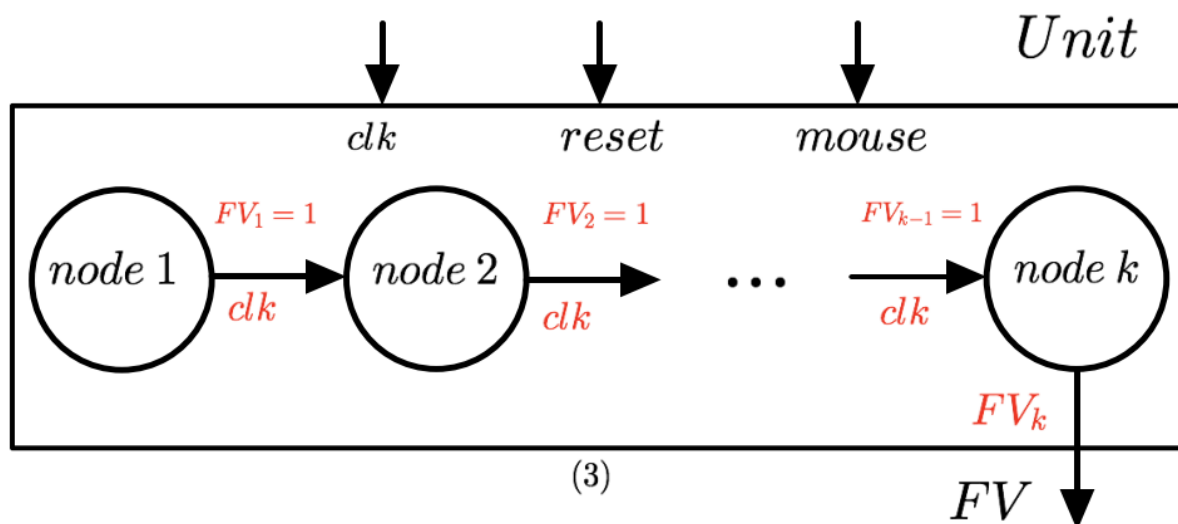 Unit
clk reset mouse
FV₁ = 1 FV₂ = 1 FVₖ₋₁ = 1
node 1 node 2 ... node k
clk clk clk
FVₖ
(3)
FV